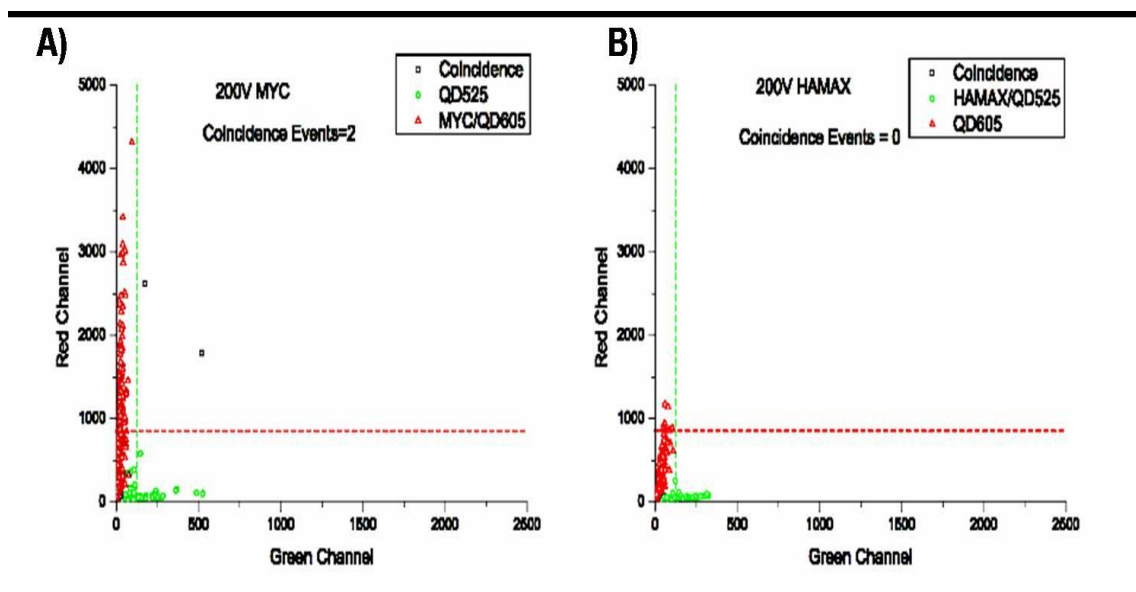 A)
200V MYC
Coincidence Events=2
Coincidence
QD525
MYC/QD605
5000
4000
3000
2000
1000
0
Red Channel
0
500
1000
1500
2000
2500
Green Channel
B)
200V HAMAX
Coincidence Events = 0
Coincidence
HAMAX/QD525
QD605
5000
4000
3000
2000
1000
0
Red Channel
0
500
1000
1500
2000
2500
Green Channel